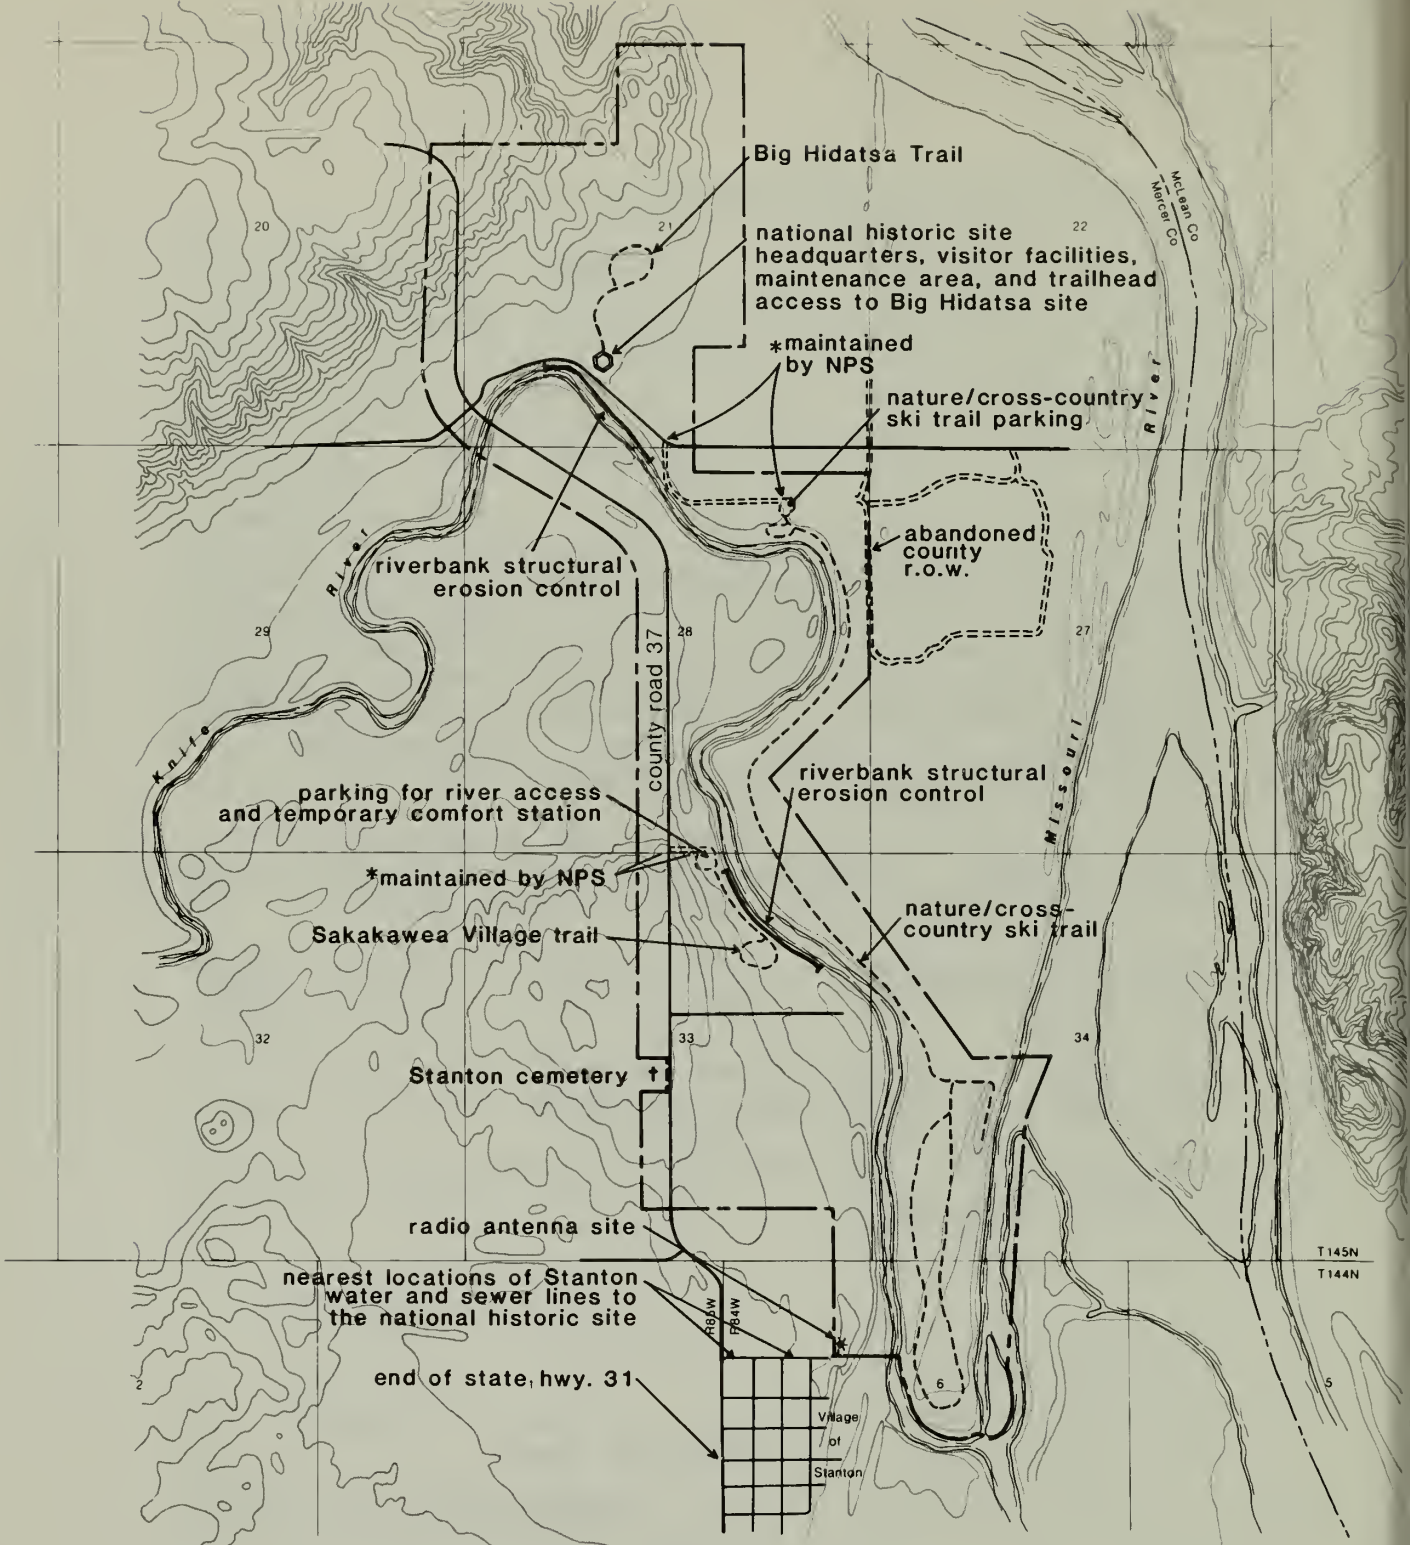 Big Hidatsa Trail
McLean Co
Mercer Co
20
21
22
national historic site
headquarters, visitor facilities,
maintenance area, and trailhead
access to Big Hidatsa site
*maintained
by NPS
nature/cross-country
ski trail parking
River
abandoned
county
r.o.w.
River
riverbank structural
erosion control
29
28
27
county road 37
Knife
Missouri
riverbank structural
erosion control
parking for river access
and temporary comfort station
*maintained by NPS
nature/cross-
country ski trail
Sakakawea Village trail
32
33
34
Stanton cemetery †
radio antenna site
T145N
T144N
nearest locations of Stanton
water and sewer lines to
the national historic site
R85W
R84W
*
end of state hwy. 31
2
6
5
Village
of
Stanton